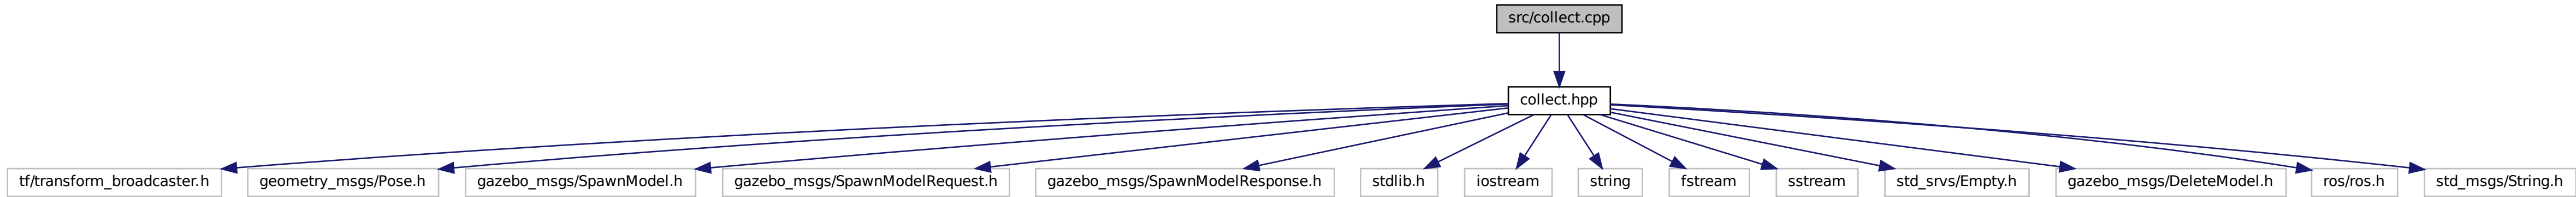 src/collect.cpp
collect.hpp
tf/transform_broadcaster.h
geometry_msgs/Pose.h
gazebo_msgs/SpawnModel.h
gazebo_msgs/SpawnModelRequest.h
gazebo_msgs/SpawnModelResponse.h
stdlib.h
iostream
string
fstream
sstream
std_srvs/Empty.h
gazebo_msgs/DeleteModel.h
ros/ros.h
std_msgs/String.h